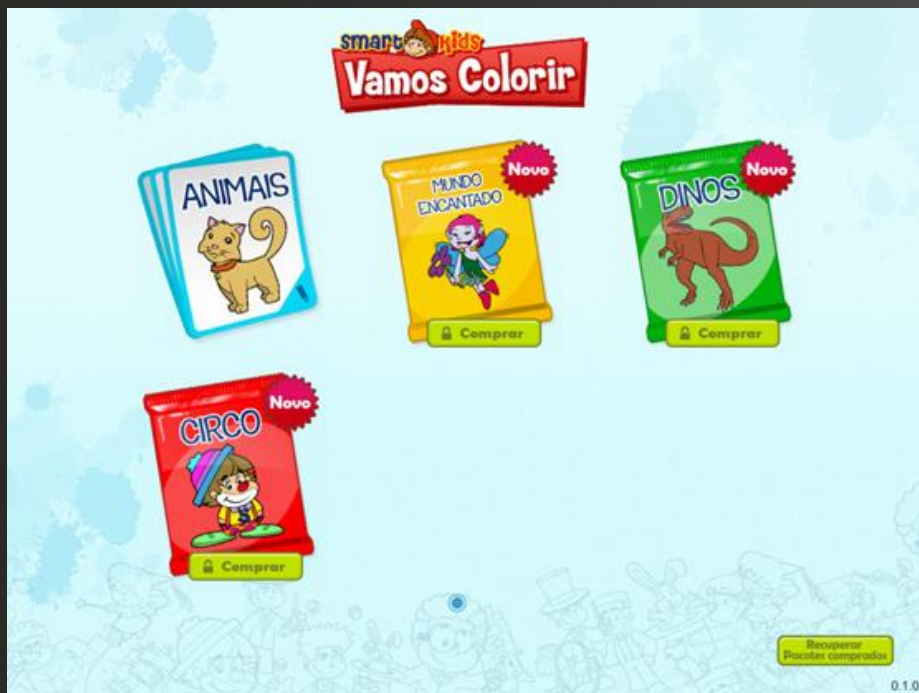 smart kids
Vamos Colorir
ANIMAIS
MUNDO
ENCANTADO
Novo
Comprar
DINOS
Novo
Comprar
CIRCO
Novo
S
Comprar
Recuperar
Pacotes comprados
0.1.0